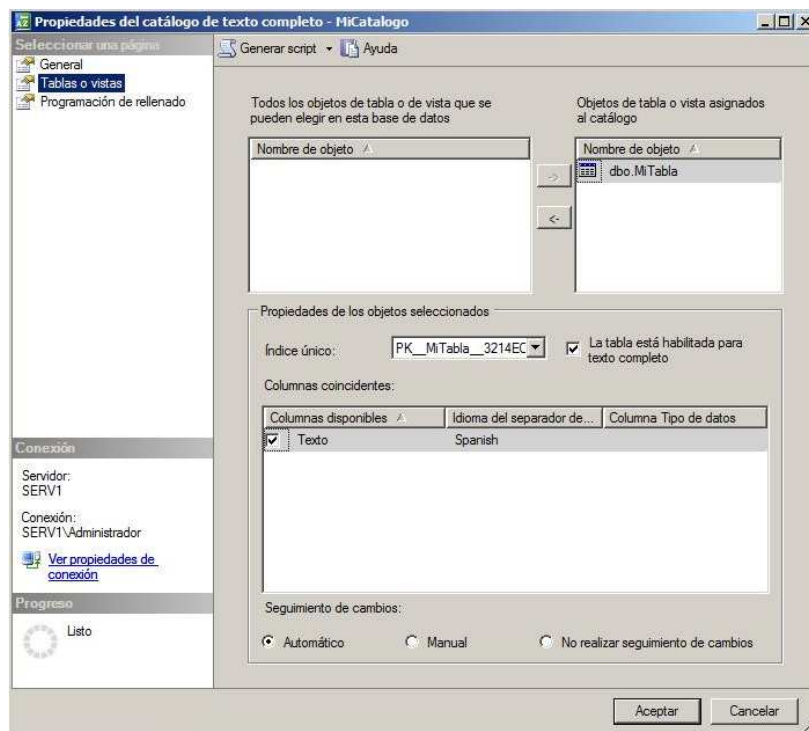 Propiedades del catálogo de texto completo - MiCatalogo
Seleccionar una página
General
Tablas o vistas
Programación de rellenado
Generar script
Ayuda
Todos los objetos de tabla o de vista que se
pueden elegir en esta base de datos
Nombre de objeto
Objetos de tabla o vista asignados
al catálogo
Nombre de objeto
dbo.MiTabla
->
<-
Propiedades de los objetos seleccionados
Índice único:
PK__MiTabla__3214EC
La tabla está habilitada para
texto completo
Columnas coincidentes:
Columnas disponibles
Idioma del separador de...
Columna Tipo de datos
Texto
Spanish
Seguimiento de cambios:
Automático
Manual
No realizar seguimiento de cambios
Conexión
Servidor:
SERV1
Conexión:
SERV1\Administrador
Ver propiedades de
conexión
Progreso
Listo
Aceptar
Cancelar